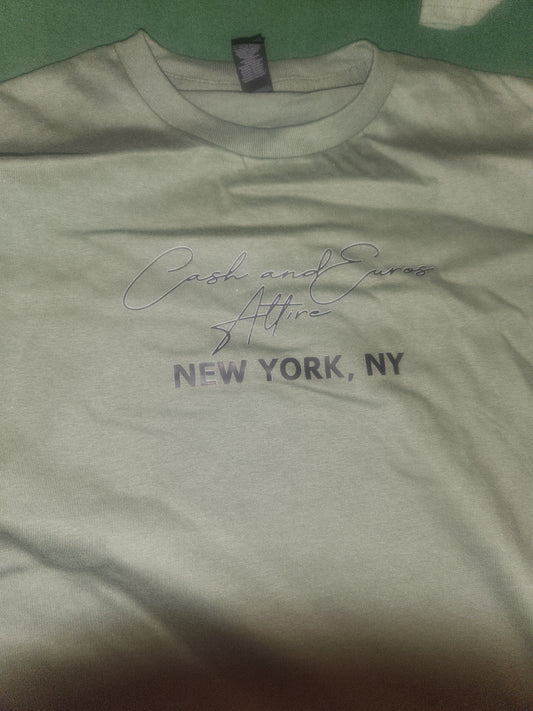 Cash and Euros
Attire
NEW YORK, NY